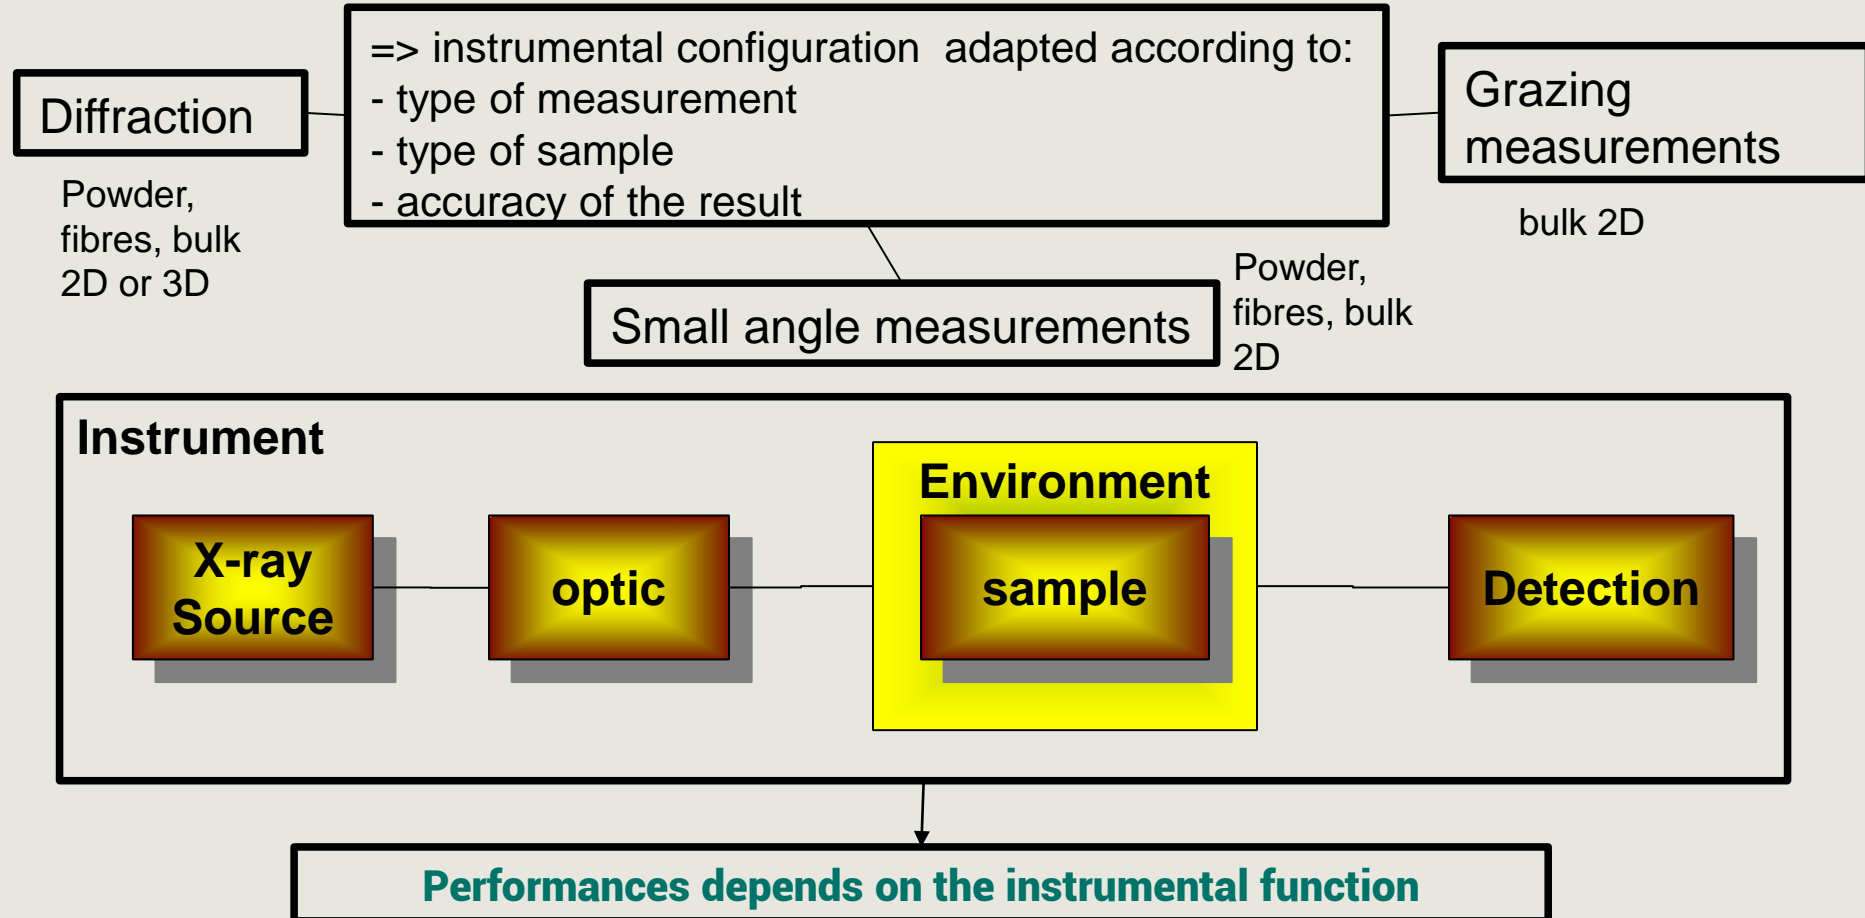 => instrumental configuration  adapted according to:
- type of measurement
- type of sample
- accuracy of the result
Diffraction
Powder,
fibres, bulk
2D or 3D
Grazing
measurements
bulk 2D
Small angle measurements
Powder,
fibres, bulk
2D
Instrument
X-ray
Source
optic
Environment
sample
Detection
Performances depends on the instrumental function